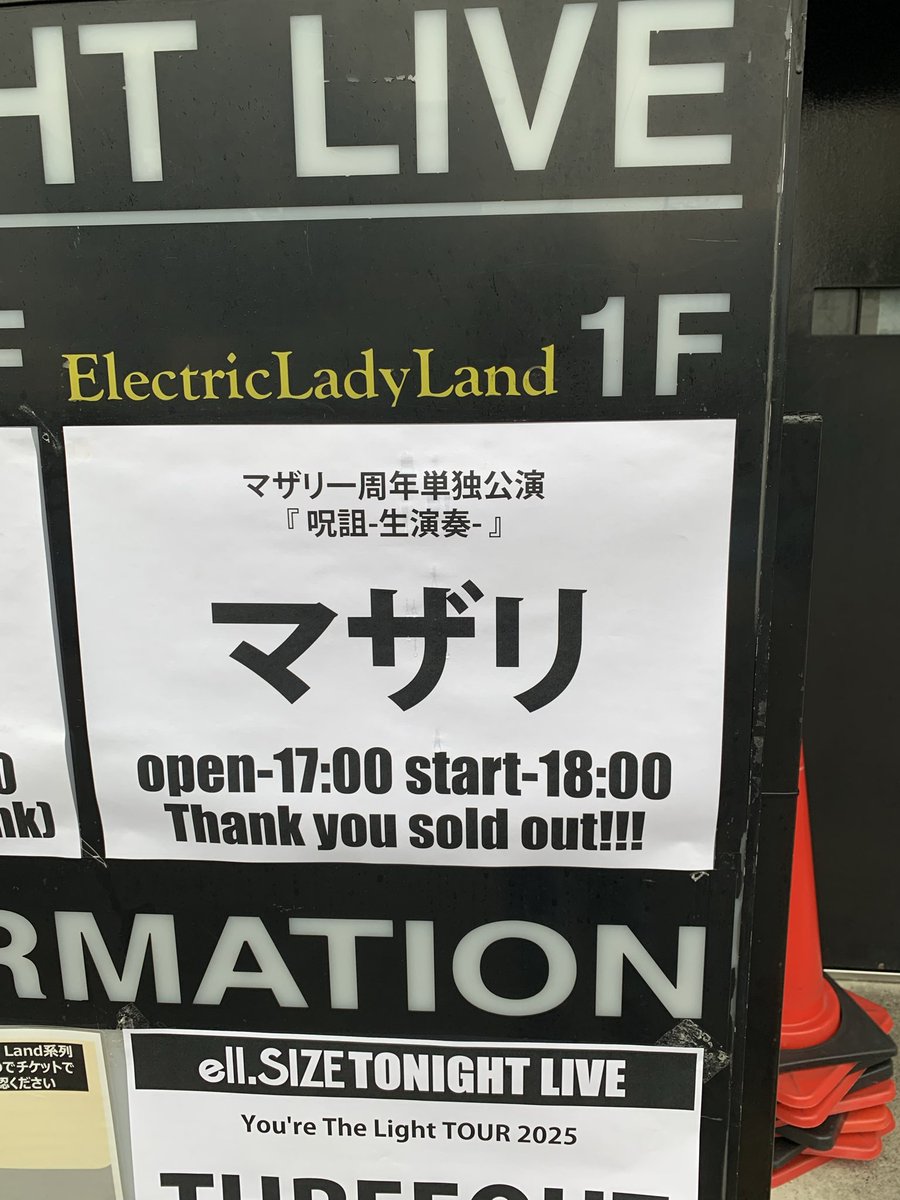 HT LIVE
ElectricLadyLand 1F
マザリ一周年単独公演
『 呪詛-生演奏- 』
マザリ
open-17:00 start-18:00
Thank you sold out!!!
nk)
RMATION
Land系列
でチケットで
認ください
ell.SIZE TONIGHT LIVE
You're The Light TOUR 2025